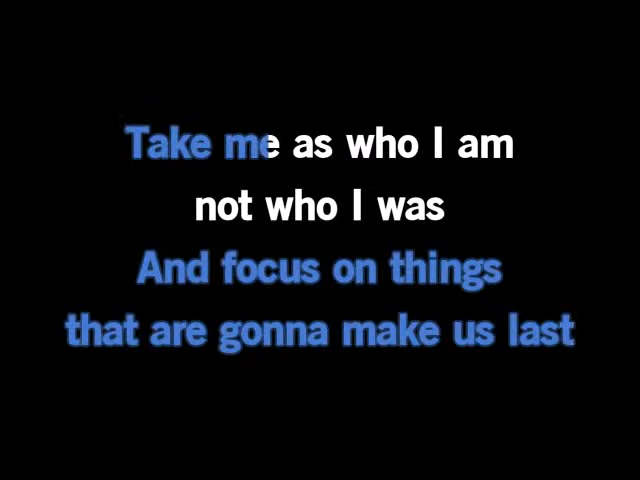 Take me as who I am
not who I was
And focus on things
that are gonna make us last